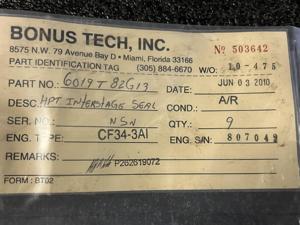 BONUS TECH, INC.
8575 N.W. 79 Avenue Bay D • Miami, Florida 33166
Nº 503642
PART IDENTIFICATION TAG (305) 884-6670 W/O: 10-475
PART NO.: 6019T82G13 DATE: JUN 03 2010
DESC: HPT INTERSTAGE SEAL COND.: A/R
SER. NO.: NSN QTY.: 9
ENG. TYPE: CF34-3A1 ENG. S/N: 807049
REMARKS: P262619072
FORM: BT02